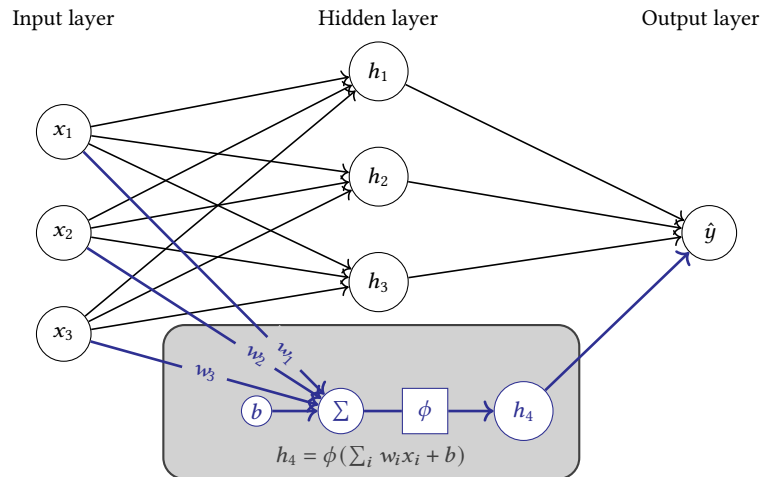 Input layer
Hidden layer
Output layer
x₁
x₂
x₃
h₁
h₂
h₃
ŷ
w₁
w₂
w₃
b
Σ
ϕ
h₄
h₄ = ϕ(∑ᵢ wᵢxᵢ + b)